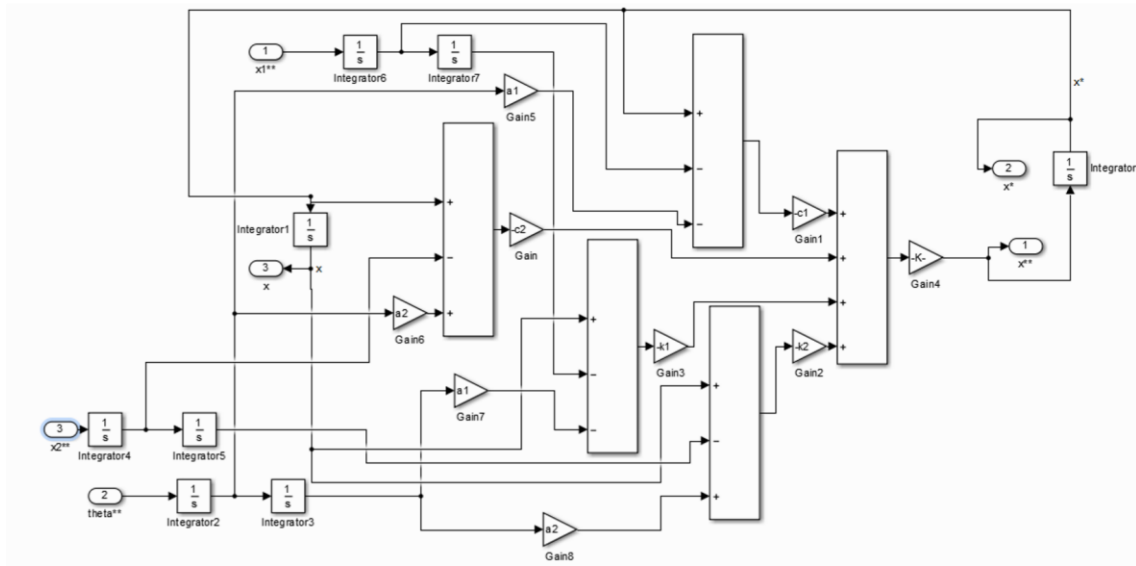 1
x1**
1
s
Integrator6
1
s
Integrator7
a1
Gain5
+
−
−
x*
2
x*
1
s
Integrator
Integrator1
1
s
3
x
x
+
−
+
-c2
Gain
a2
Gain6
-c1
Gain1
+
+
+
+
-K-
Gain4
1
x**
+
−
−
-k1
Gain3
-k2
Gain2
a1
Gain7
+
−
+
3
x2**
1
s
Integrator4
1
s
Integrator5
2
theta**
1
s
Integrator2
1
s
Integrator3
a2
Gain8